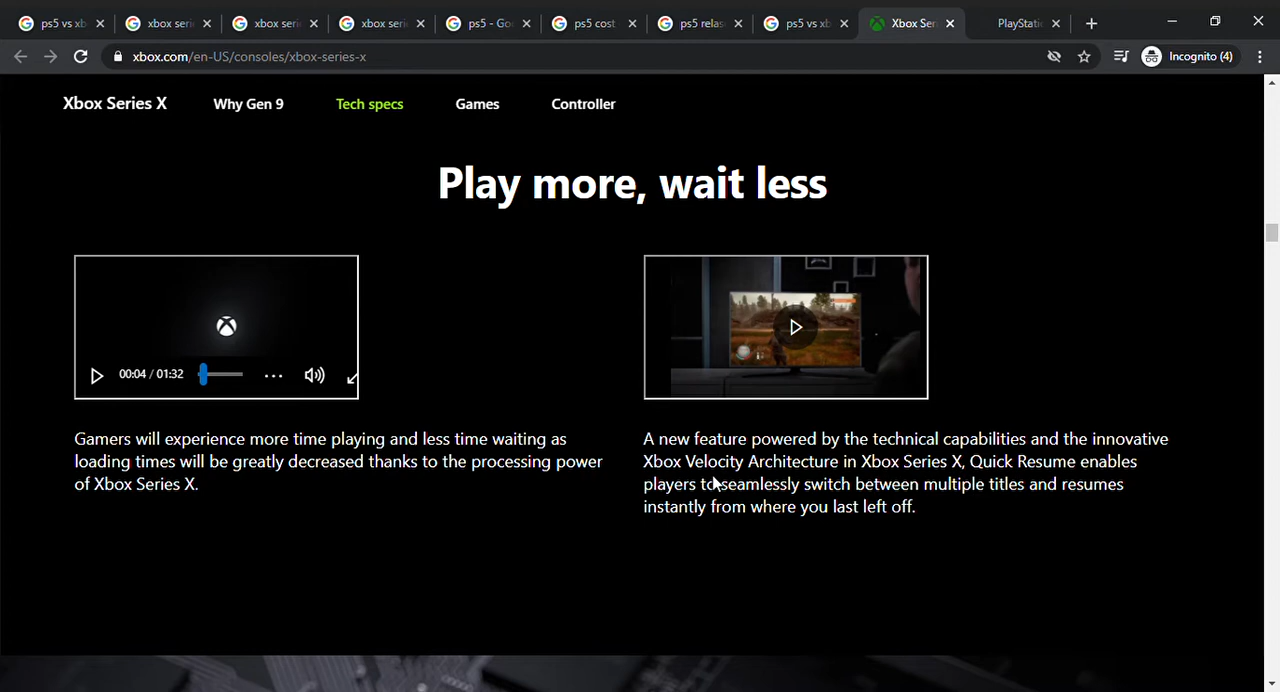 ps5 vs xb
xbox seri
xbox seri
xbox seri
ps5 - Go
ps5 cost
ps5 relas
ps5 vs xb
Xbox Ser
PlayStati
xbox.com/en-US/consoles/xbox-series-x
Incognito (4)
Xbox Series X
Why Gen 9
Tech specs
Games
Controller
Play more, wait less
00:04 / 01:32
Gamers will experience more time playing and less time waiting as
loading times will be greatly decreased thanks to the processing power
of Xbox Series X.
A new feature powered by the technical capabilities and the innovative
Xbox Velocity Architecture in Xbox Series X, Quick Resume enables
players to seamlessly switch between multiple titles and resumes
instantly from where you last left off.